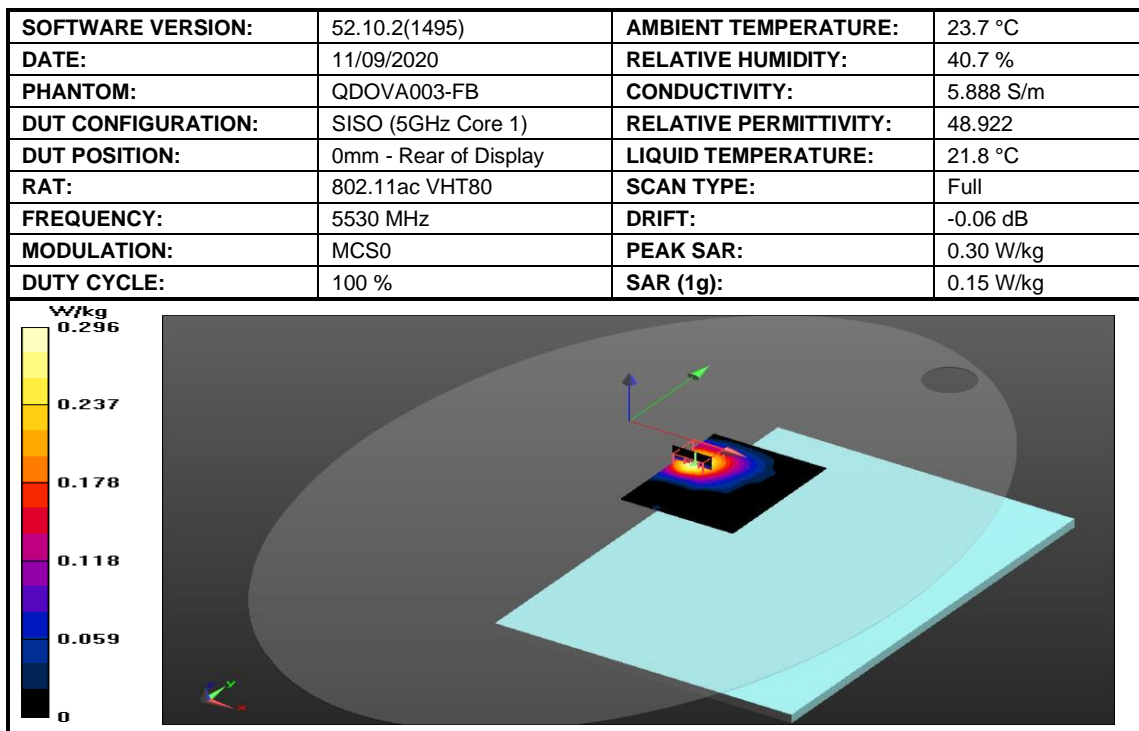 SOFTWARE VERSION: 52.10.2(1495) AMBIENT TEMPERATURE: 23.7 °C
DATE: 11/09/2020 RELATIVE HUMIDITY: 40.7 %
PHANTOM: QDOVA003-FB CONDUCTIVITY: 5.888 S/m
DUT CONFIGURATION: SISO (5GHz Core 1) RELATIVE PERMITTIVITY: 48.922
DUT POSITION: 0mm - Rear of Display LIQUID TEMPERATURE: 21.8 °C
RAT: 802.11ac VHT80 SCAN TYPE: Full
FREQUENCY: 5530 MHz DRIFT: -0.06 dB
MODULATION: MCS0 PEAK SAR: 0.30 W/kg
DUTY CYCLE: 100 % SAR (1g): 0.15 W/kg
W/kg
0.296
0.237
0.178
0.118
0.059
0
Y
X